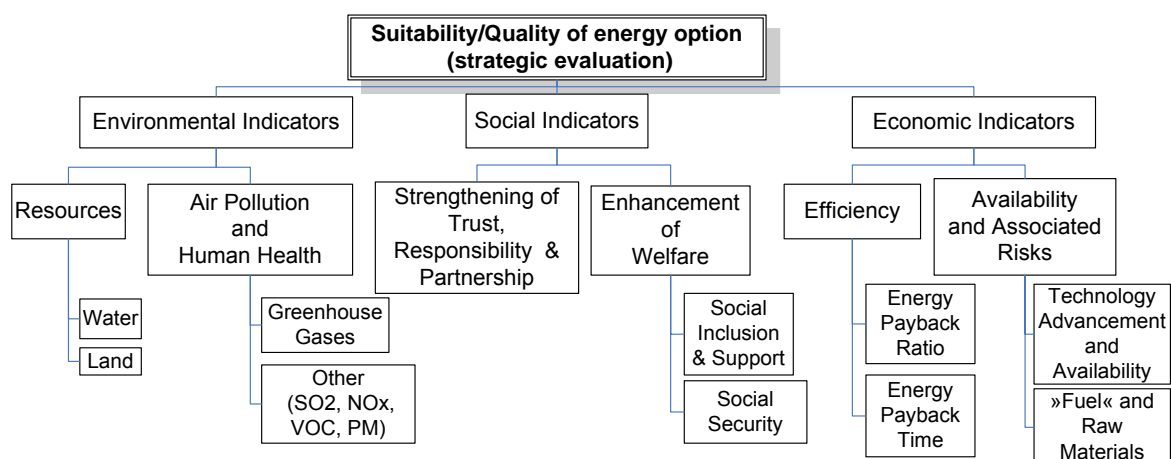 Suitability/Quality of energy option
(strategic evaluation)
Environmental Indicators
Social Indicators
Economic Indicators
Resources
Air Pollution
and
Human Health
Strengthening of
Trust,
Responsibility &
Partnership
Enhancement
of
Welfare
Efficiency
Availability
and Associated
Risks
Water
Land
Greenhouse
Gases
Other
(SO2, NOx,
VOC, PM)
Social
Inclusion
& Support
Social
Security
Energy
Payback
Ratio
Energy
Payback
Time
Technology
Advancement
and
Availability
»Fuel« and
Raw
Materials